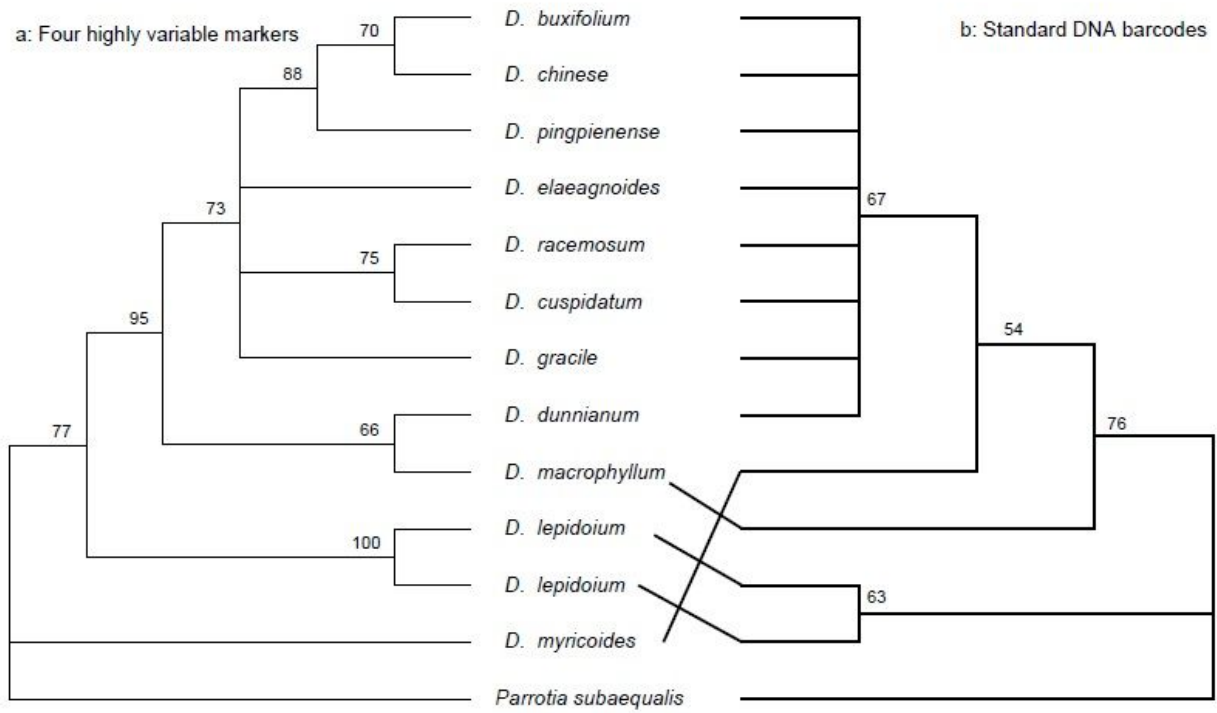 a: Four highly variable markers
b: Standard DNA barcodes
D. buxifolium
D. chinese
D. pingpienense
D. elaeagnoides
D. racemosum
D. cuspidatum
D. gracile
D. dunnianum
D. macrophyllum
D. lepidoium
D. lepidoium
D. myricoides
Parrotia subaequalis
70
88
73
75
95
66
77
100
67
54
76
63